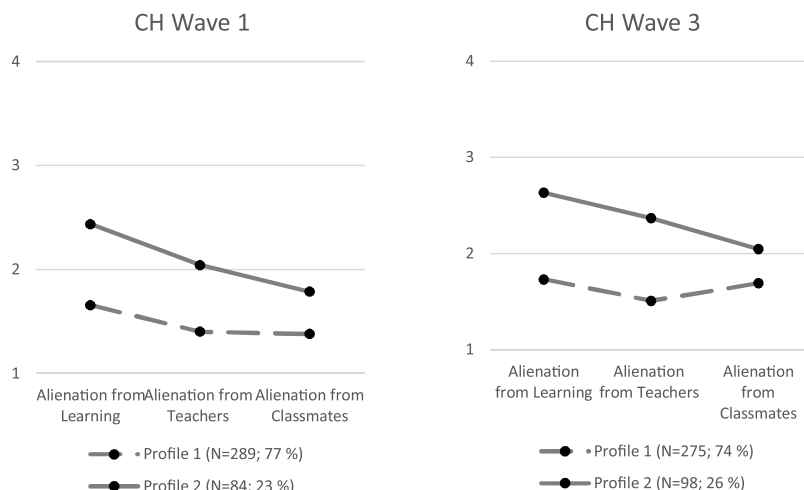 CH Wave 1
4
3
2
1
Alienation from Learning
Alienation from Teachers
Alienation from Classmates
Profile 1 (N=289; 77 %)
Profile 2 (N=84; 23 %)
CH Wave 3
4
3
2
1
Alienation
from Learning
Alienation
from Teachers
Alienation
from
Classmates
Profile 1 (N=275; 74 %)
Profile 2 (N=98; 26 %)